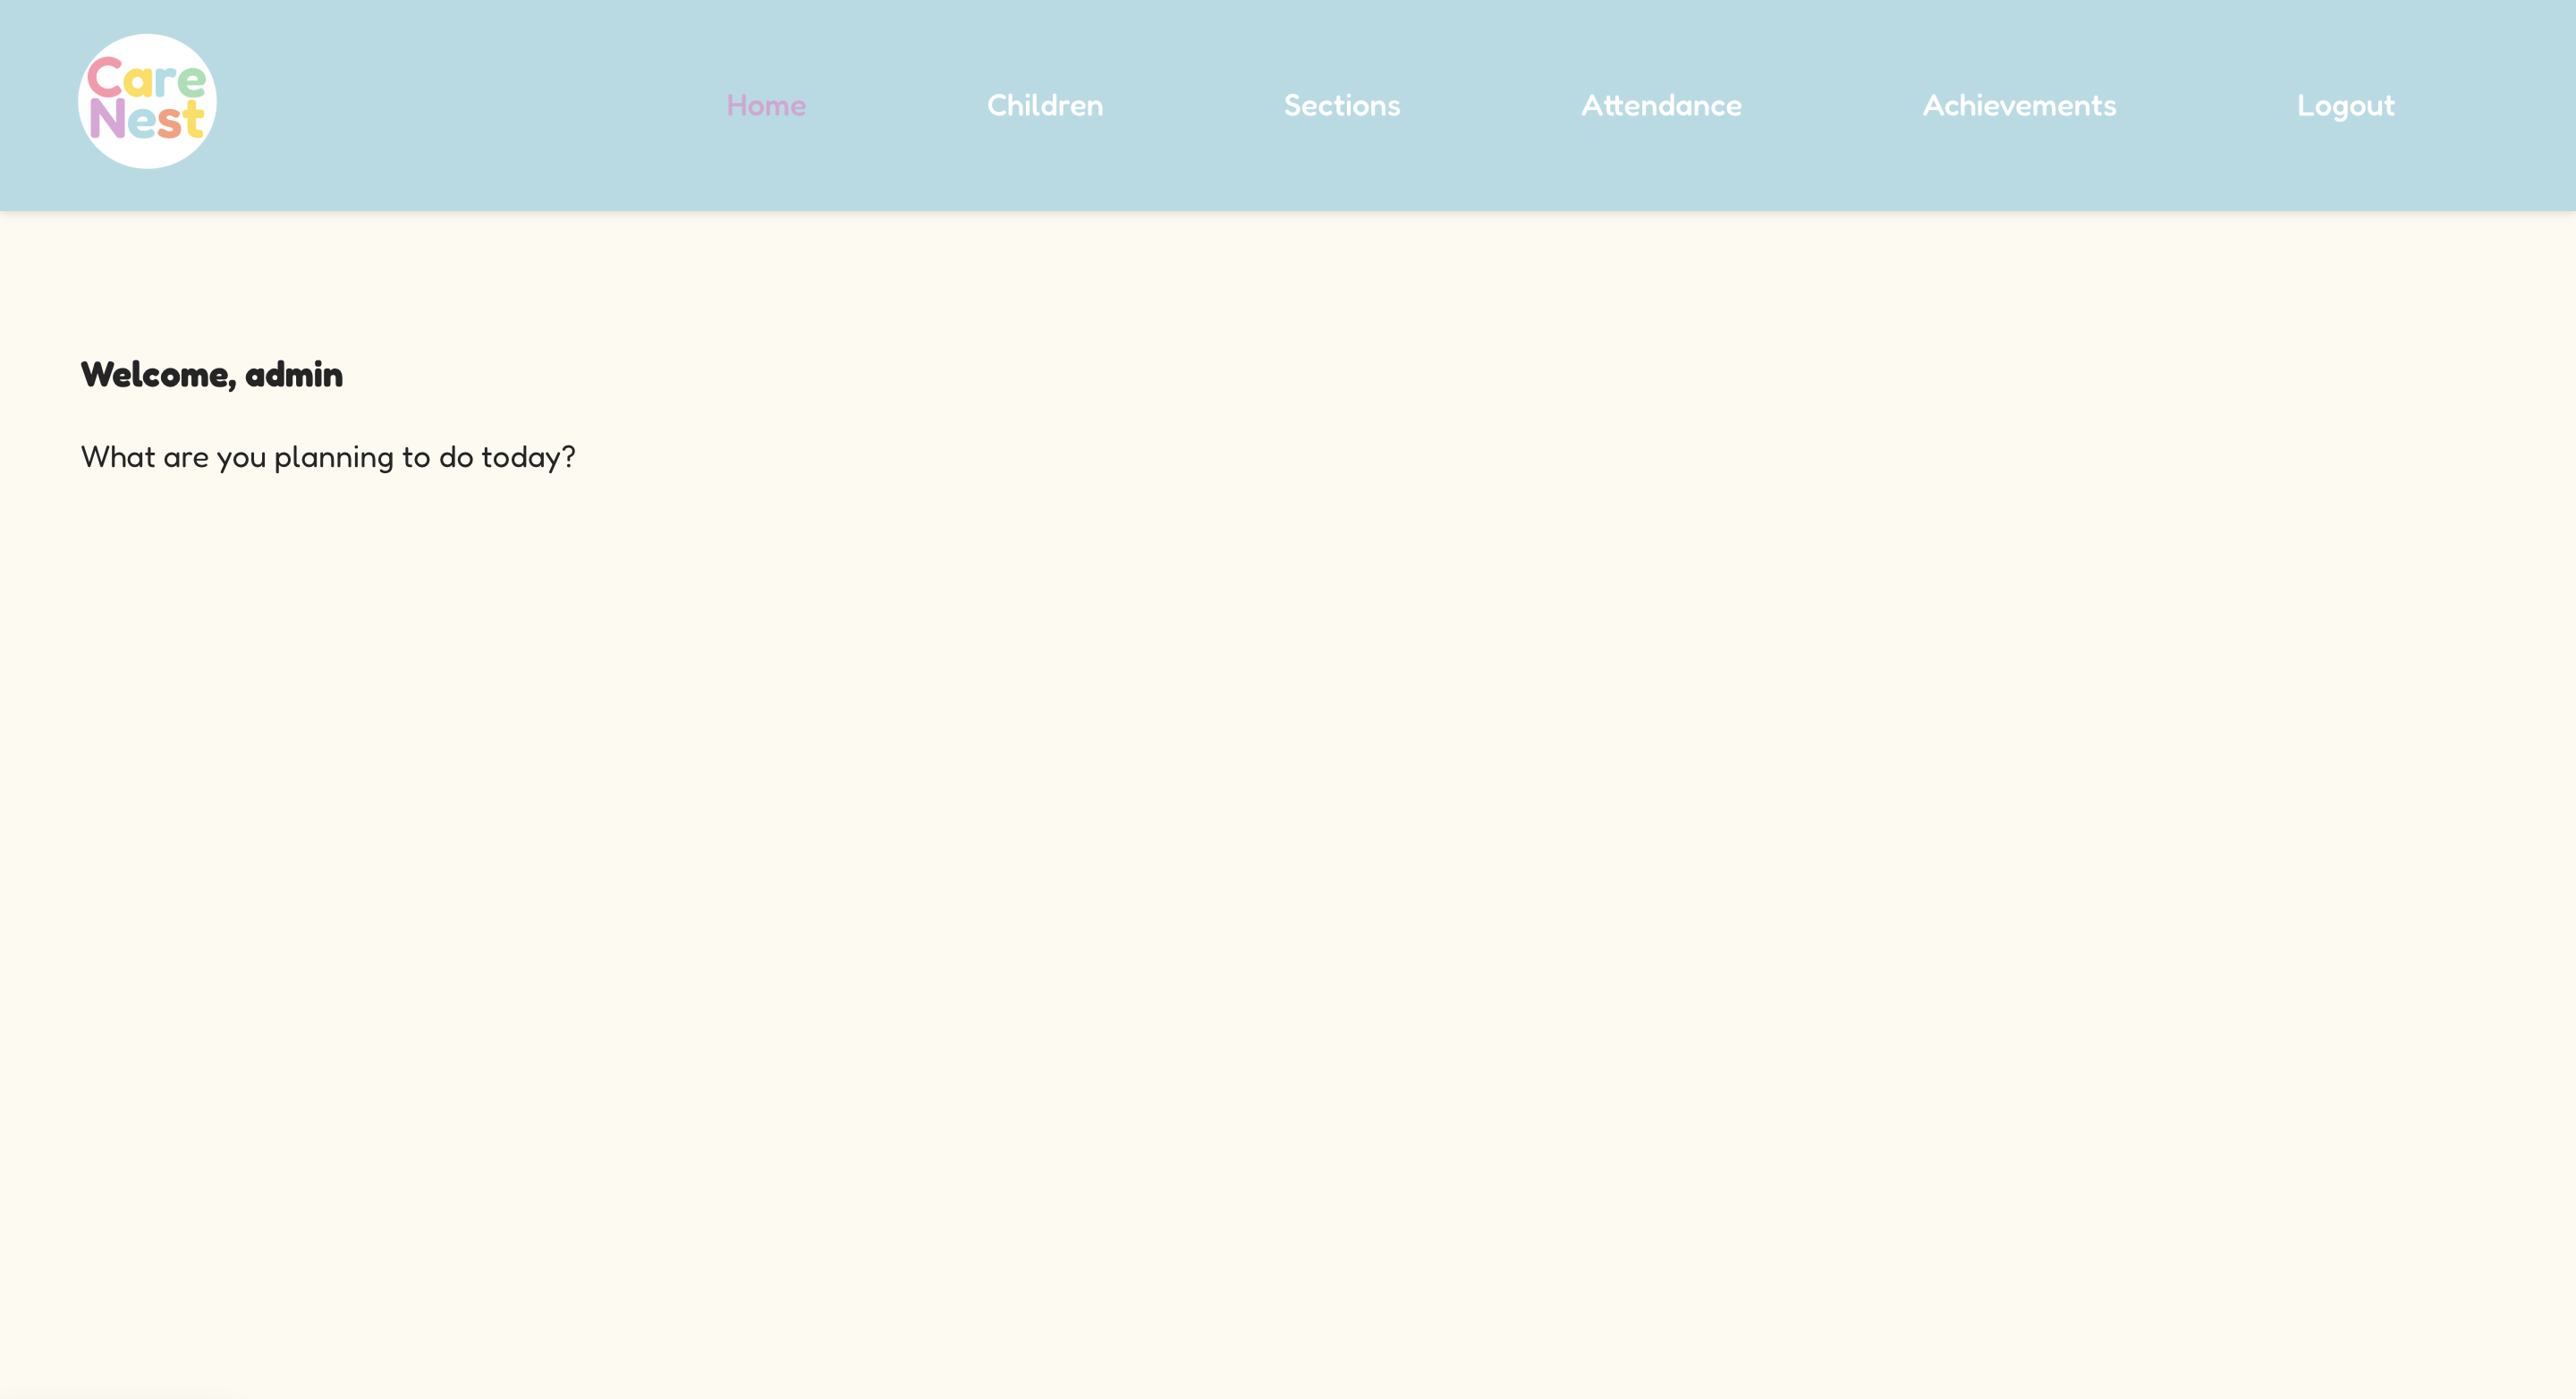 Care
Nest
Home Children Sections Attendance Achievements Logout
Welcome, admin
What are you planning to do today?